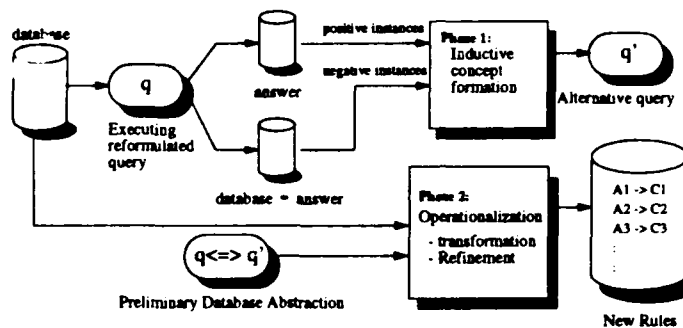 database
positive instances
Phase 1:
Inductive
concept
formation
q
answer
negative instances
q'
Alternative query
Executing
reformulated
query
database - answer
Phase 2:
Operationalization
- transformation
- Refinement
A1 -> C1
A2 -> C2
A3 -> C3
:
:
q<=> q'
Preliminary Database Abstraction
New Rules